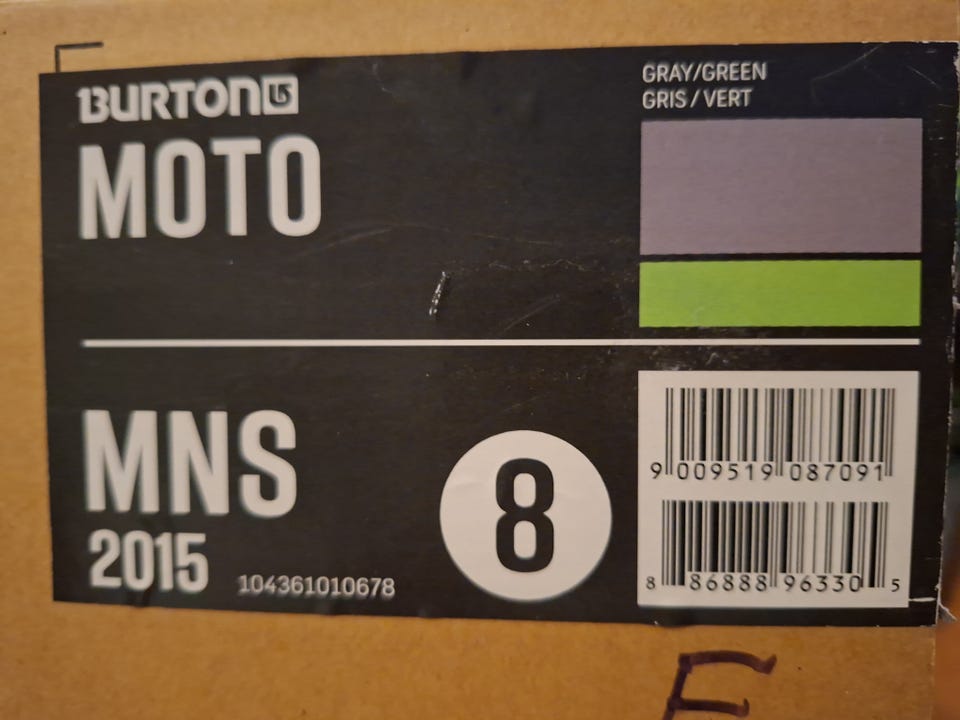 BURTON
MOTO
GRAY/GREEN
GRIS / VERT
MNS
2015
104361010678
8
9 009519 087091
8 86888 96330 5
E